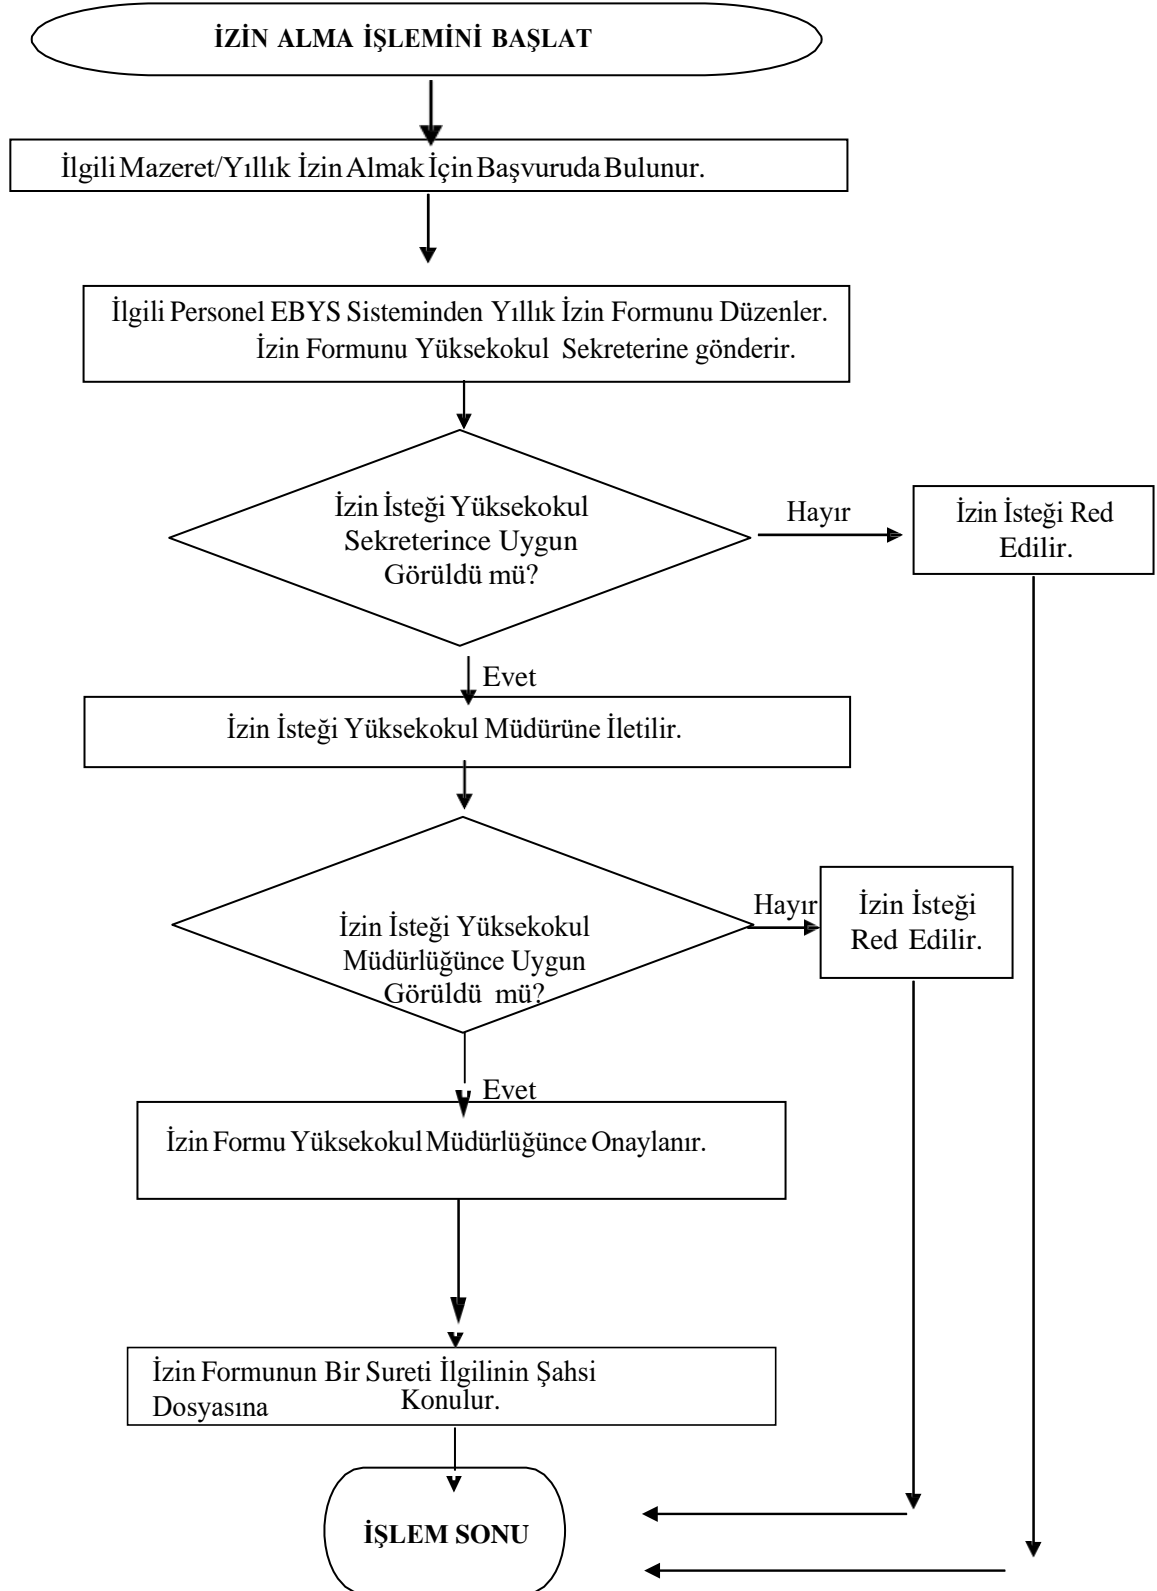 İZİN ALMA İŞLEMİNİ BAŞLAT
İlgili Mazeret/Yıllık İzin Almak İçin Başvuruda Bulunur.
İlgili Personel EBYS Sisteminden Yıllık İzin Formunu Düzenler.
İzin Formunu Yüksekokul Sekreterine gönderir.
İzin İsteği Yüksekokul
Sekreterince Uygun
Görüldü mü?
Hayır
İzin İsteği Red
Edilir.
Evet
İzin İsteği Yüksekokul Müdürüne İletilir.
İzin İsteği Yüksekokul
Müdürlüğünce Uygun
Görüldü mü?
Hayır
İzin İsteği
Red Edilir.
Evet
İzin Formu Yüksekokul Müdürlüğünce Onaylanır.
İzin Formunun Bir Sureti İlgilinin Şahsi
Dosyasına Konulur.
İŞLEM SONU